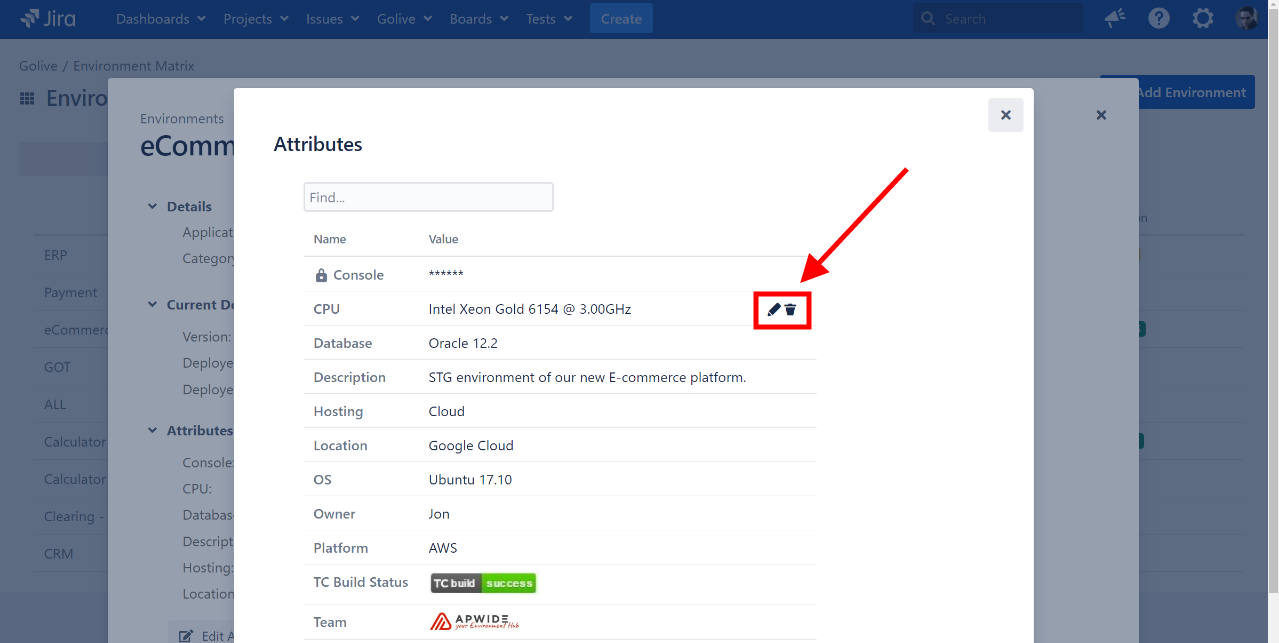 Jira Dashboards Projects Issues Golive Boards Tests Create Search
Golive / Environment Matrix
Enviro
Add Environment
Environments
eComm
Attributes
Find...
Name Value
Details
Applicat
Category
Console ******
CPU Intel Xeon Gold 6154 @ 3.00GHz
Database Oracle 12.2
Description STG environment of our new E-commerce platform.
Hosting Cloud
Location Google Cloud
OS Ubuntu 17.10
Owner Jon
Platform AWS
TC Build Status TC build success
Team APWIDE
your Environment Hub
Current De
Version:
Deploye
Deploye
Attributes
Console:
CPU:
Databas
Descript
Hosting:
Location
Edit A
ERP
Payment
eCommerc
GOT
ALL
Calculator
Calculator
Clearing -
CRM